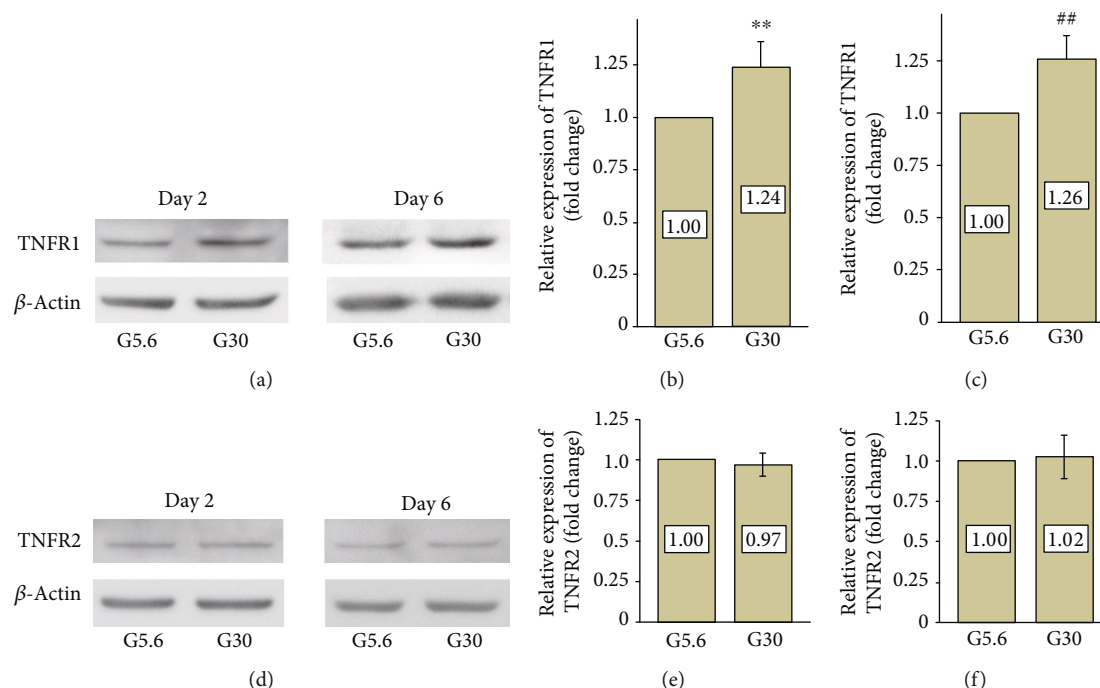 Day 2 Day 6
TNFR1
β-Actin
G5.6 G30 G5.6 G30
(a)
Relative expression of TNFR1
(fold change)
1.25
1.0
0.75
0.5
0.25
0
**
1.00
1.24
G5.6 G30
(b)
Relative expression of TNFR1
(fold change)
1.25
1.0
0.75
0.5
0.25
0
##
1.00
1.26
G5.6 G30
(c)
Day 2 Day 6
TNFR2
β-Actin
G5.6 G30 G5.6 G30
(d)
Relative expression of
TNFR2 (fold change)
1.25
1.0
0.75
0.5
0.25
0
1.00
0.97
G5.6 G30
(e)
Relative expression of
TNFR2 (fold change)
1.25
1.0
0.75
0.5
0.25
0
1.00
1.02
G5.6 G30
(f)